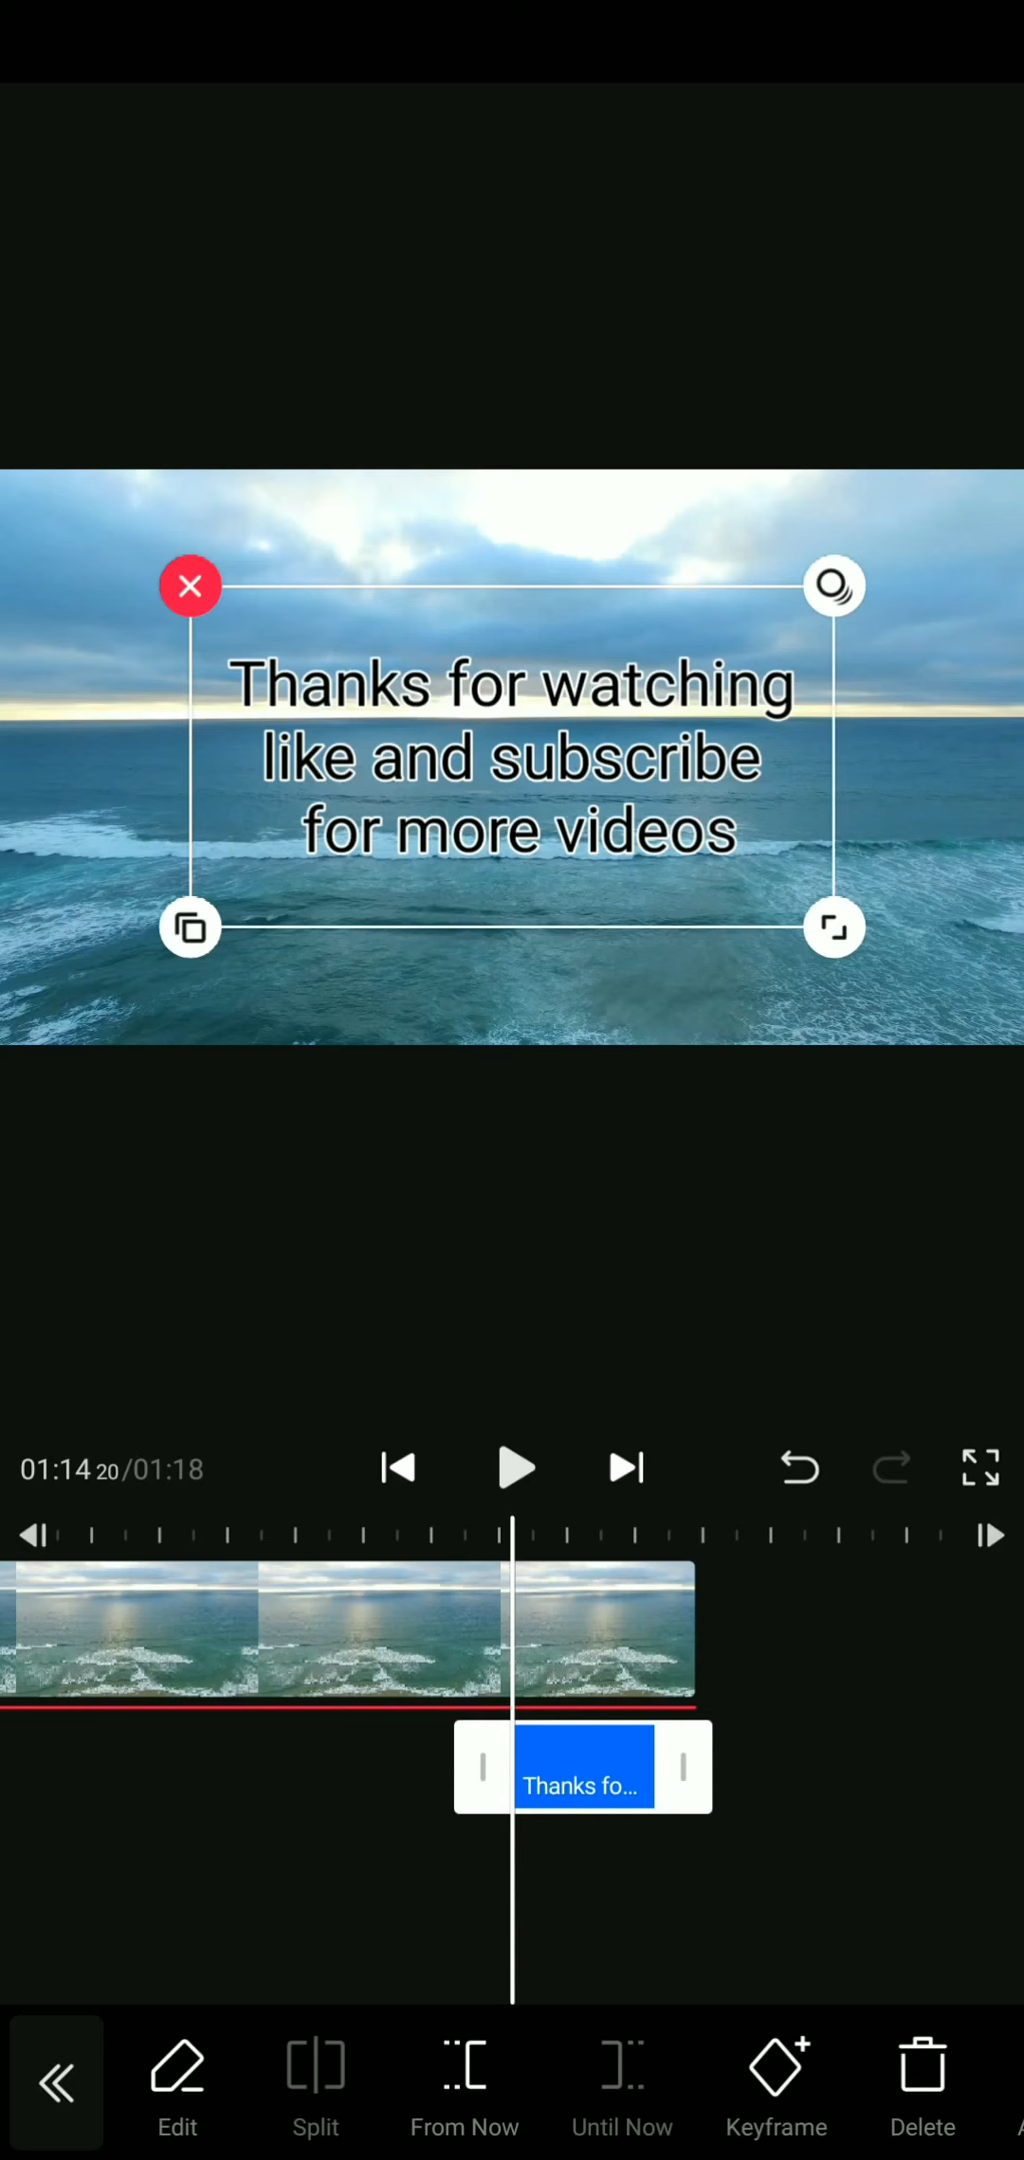 Thanks for watching
like and subscribe
for more videos
01:14 20/01:18
Thanks fo...
Edit
Split
From Now
Until Now
Keyframe
Delete